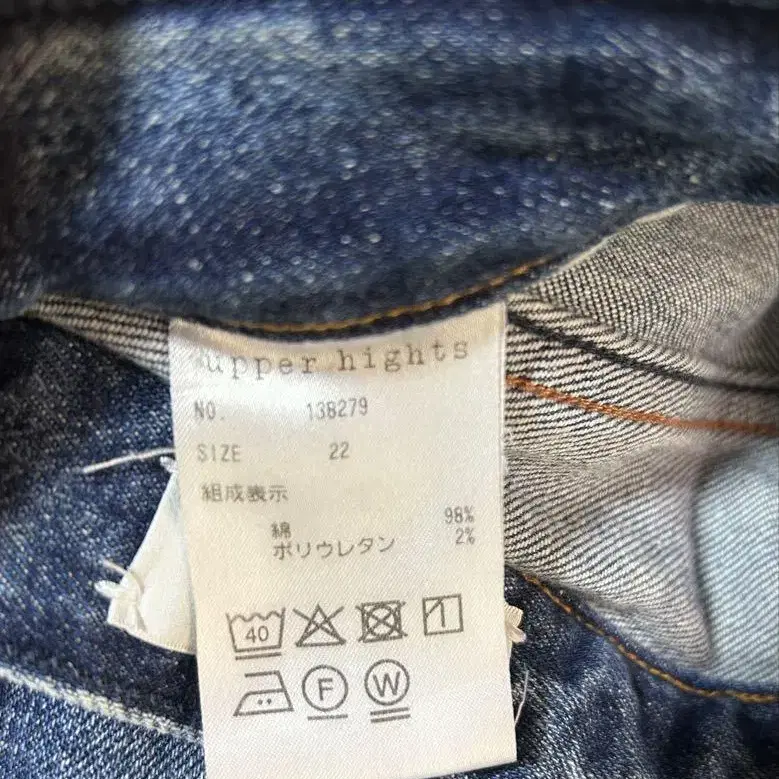 upper hights
NO. 138279
SIZE 22
組成表示
綿 98%
ポリウレタン 2%
40
F W